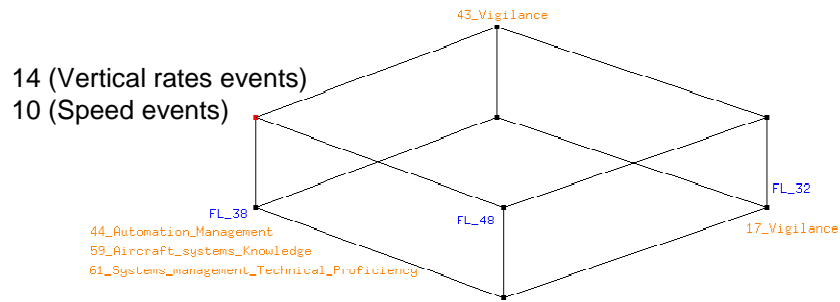 43_Vigilance
14 (Vertical rates events)
10 (Speed events)
FL_32
FL_38
FL_48
44_Automation_Management
17_Vigilance
59_Aircraft_systems_Knowledge
61_Systems_management_Technical_Proficiency